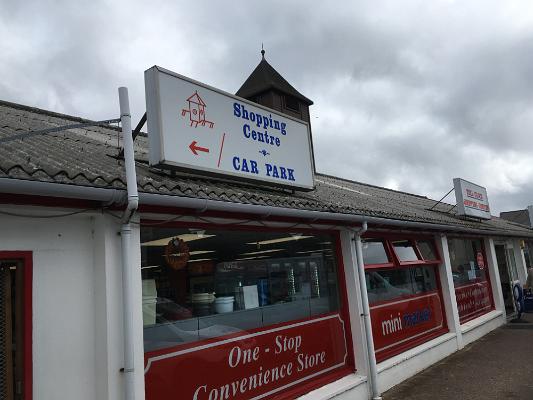 Shopping
Centre
CAR PARK
One - Stop
Convenience Store
mini market